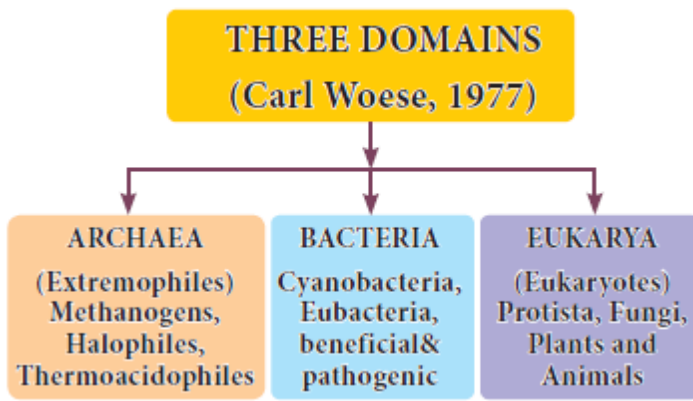 THREE DOMAINS
(Carl Woese, 1977)
ARCHAEA
(Extremophiles)
Methanogens,
Halophiles,
Thermoacidophiles
BACTERIA
Cyanobacteria,
Eubacteria,
beneficial&
pathogenic
EUKARYA
(Eukaryotes)
Protista, Fungi,
Plants and
Animals